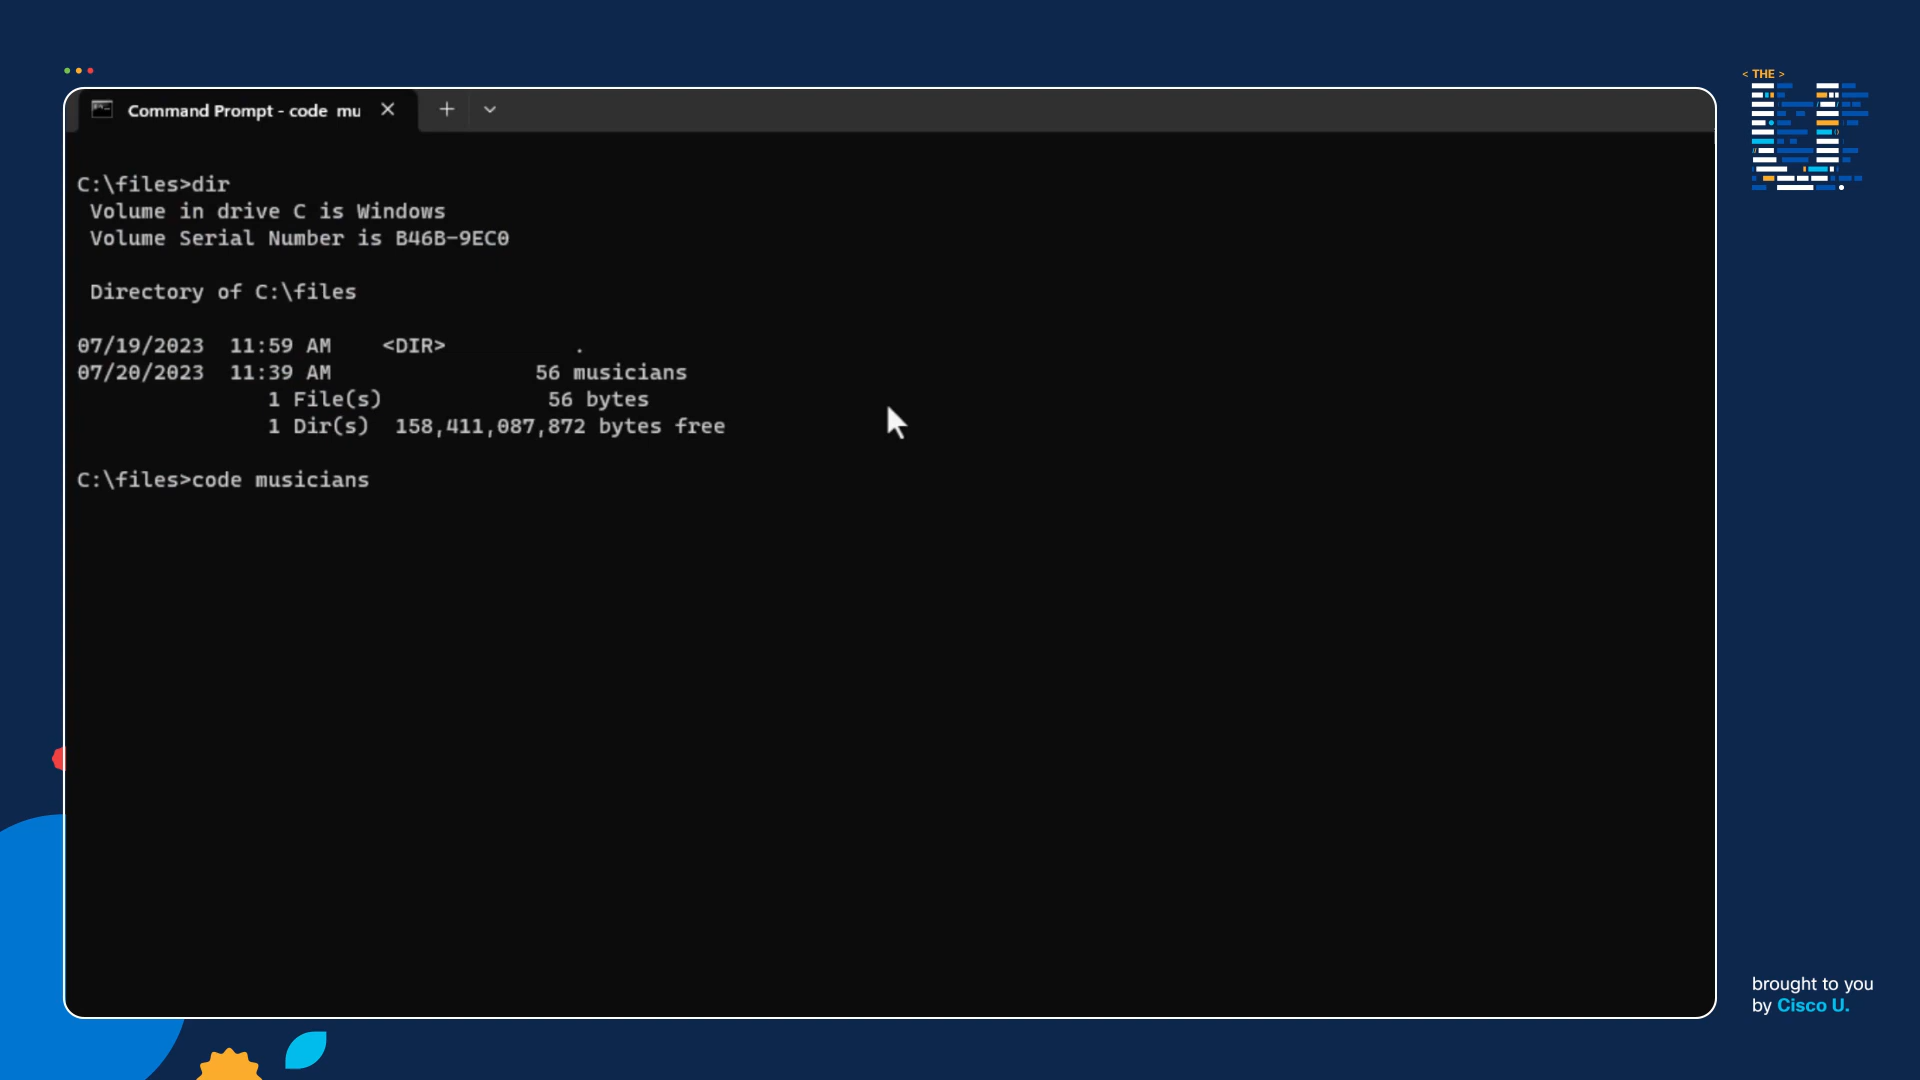 < THE >
Command Prompt - code mu
C:\files>dir
Volume in drive C is Windows
Volume Serial Number is B46B-9EC0
Directory of C:\files
07/19/2023 11:59 AM <DIR> .
07/20/2023 11:39 AM 56 musicians
1 File(s) 56 bytes
1 Dir(s) 158,411,087,872 bytes free
C:\files>code musicians
brought to you
by Cisco U.